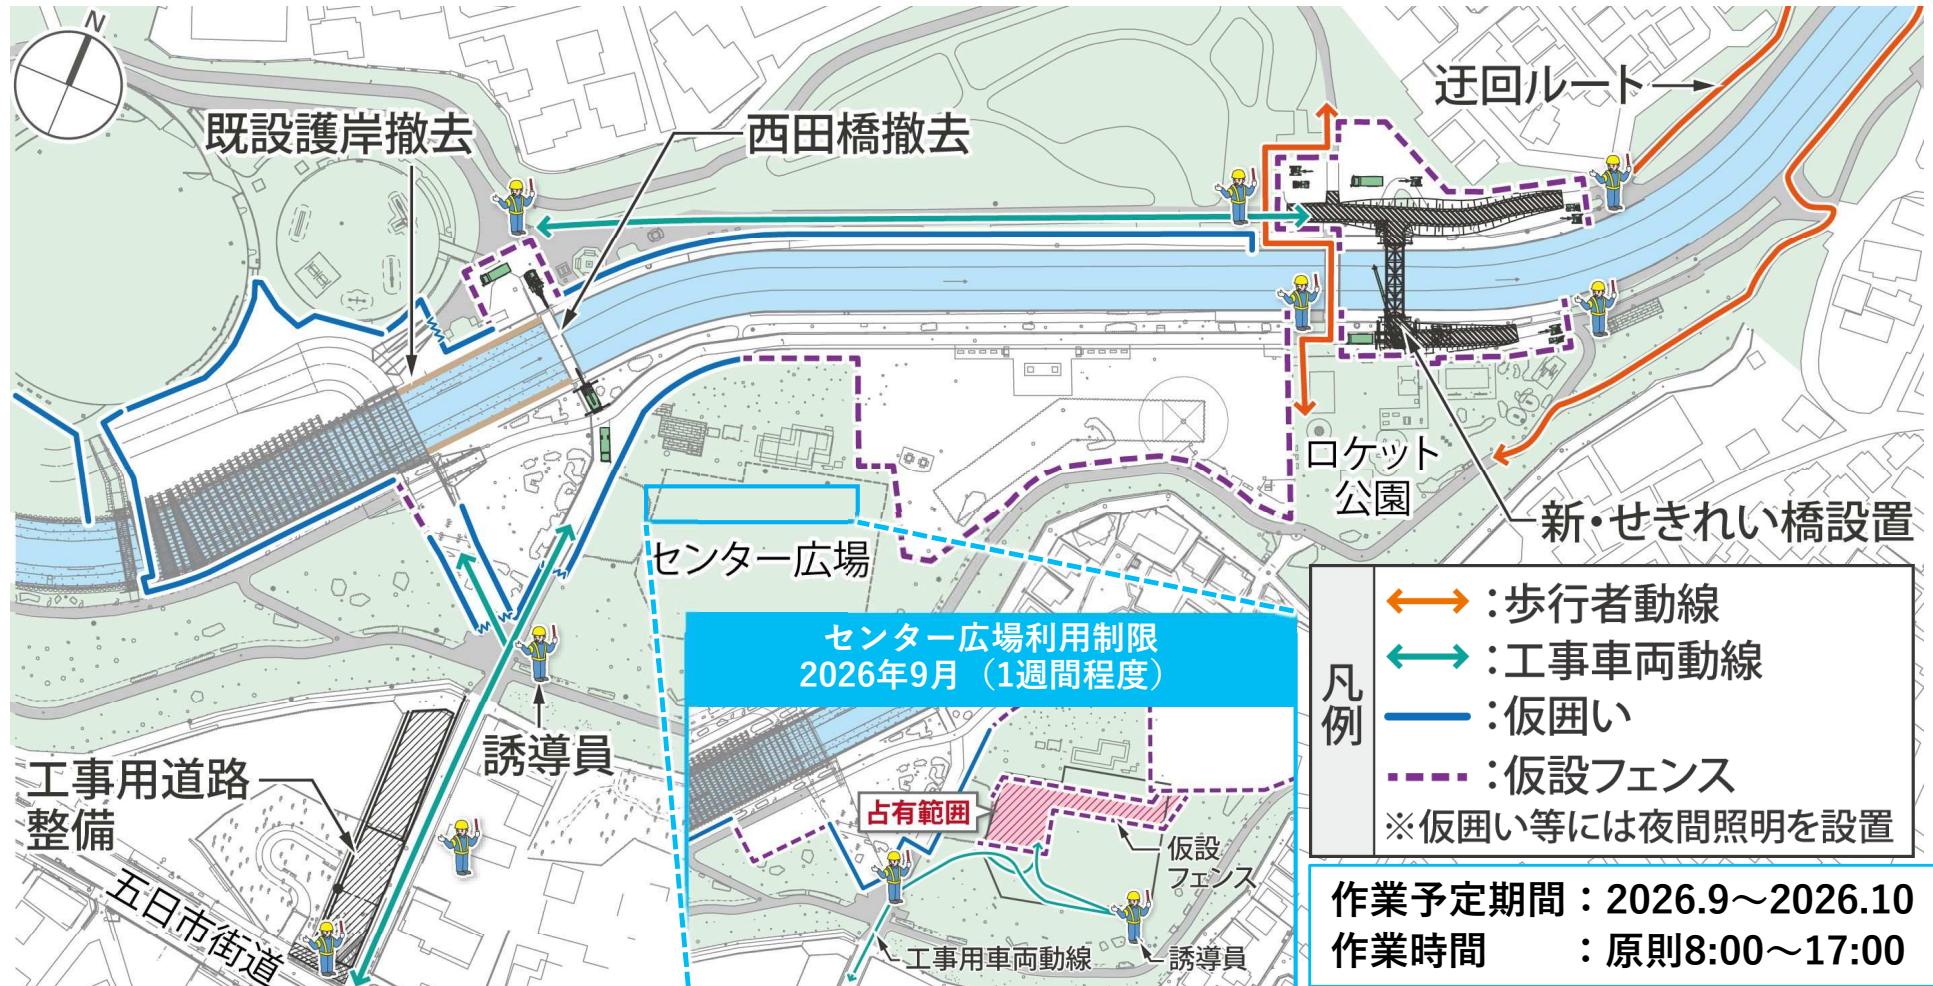 N
既設護岸撤去
西田橋撤去
迂回ルート
ロケット
公園
新・せきれい橋設置
センター広場
センター広場利用制限
2026年9月（1週間程度）
占有範囲
仮設
フェンス
工事用車両動線
誘導員
誘導員
工事用道路
整備
五日市街道
凡例
：歩行者動線
：工事車両動線
：仮囲い
：仮設フェンス
※仮囲い等には夜間照明を設置
作業予定期間：2026.9～2026.10
作業時間　　：原則8:00～17:00